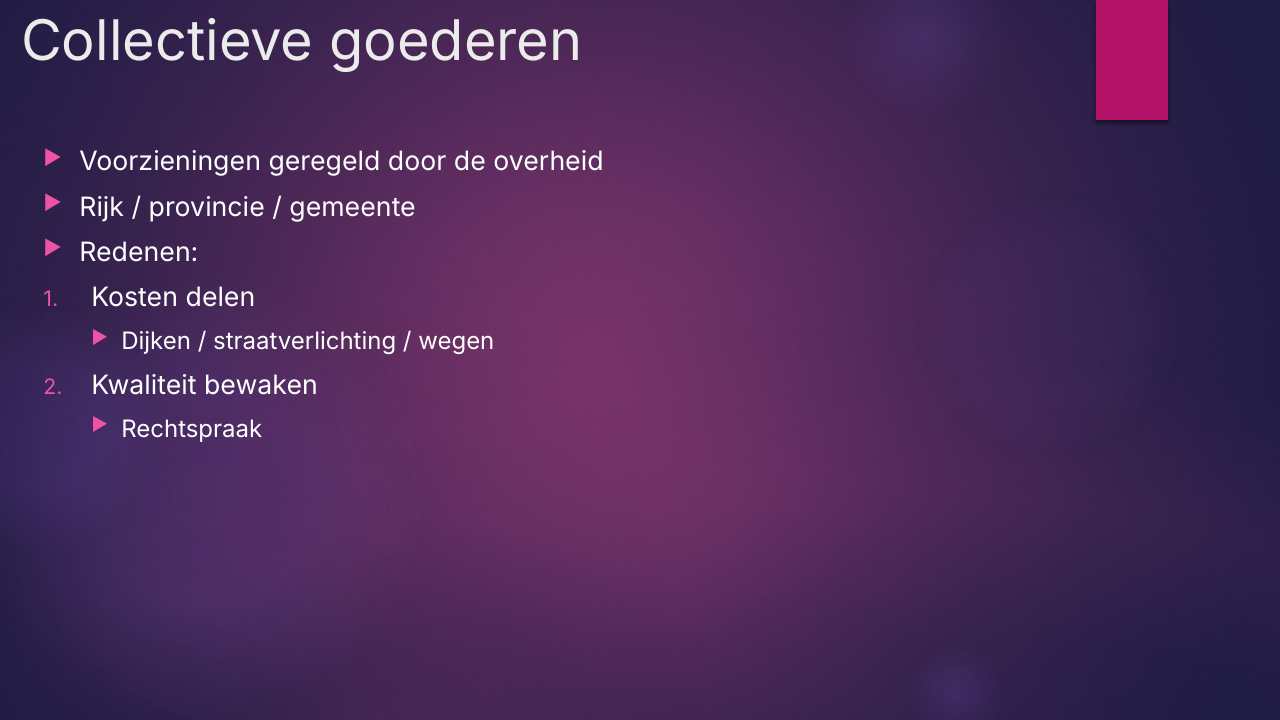 Collectieve goederen
Voorzieningen geregeld door de overheid
Rijk / provincie / gemeente
Redenen:
1. Kosten delen
Dijken / straatverlichting / wegen
2. Kwaliteit bewaken
Rechtspraak